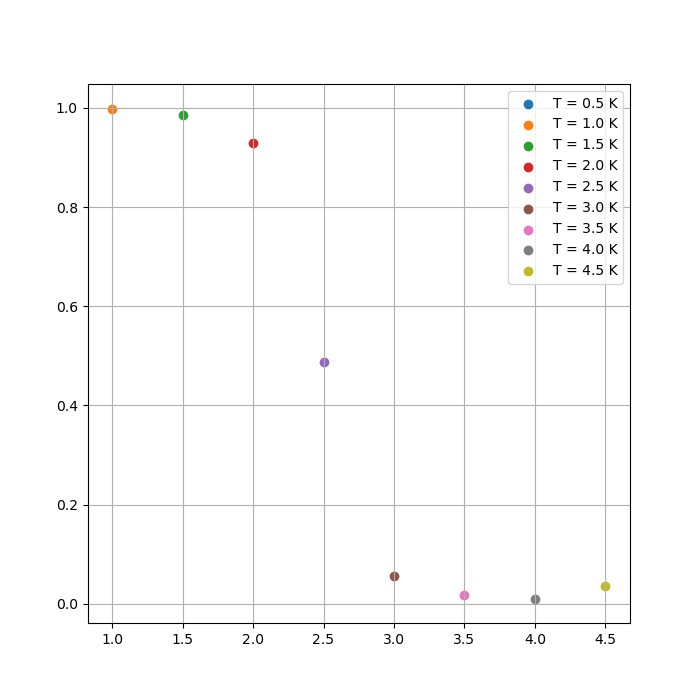 1.0
0.8
0.6
0.4
0.2
0.0
1.0 1.5 2.0 2.5 3.0 3.5 4.0 4.5
T = 0.5 K
T = 1.0 K
T = 1.5 K
T = 2.0 K
T = 2.5 K
T = 3.0 K
T = 3.5 K
T = 4.0 K
T = 4.5 K